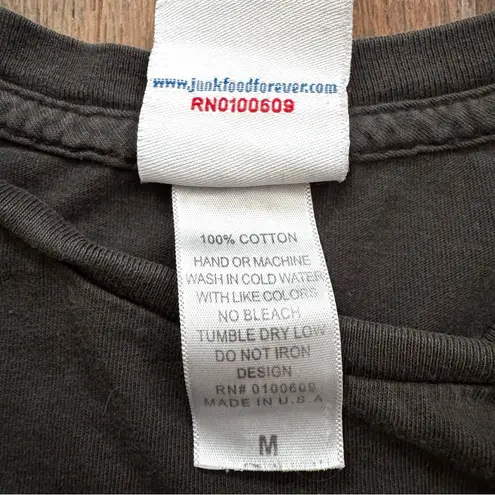 www.junkfoodforever.com
RN0100609
100% COTTON
HAND OR MACHINE
WASH IN COLD WATER
WITH LIKE COLORS
NO BLEACH
TUMBLE DRY LOW
DO NOT IRON
DESIGN
RN# 0100609
MADE IN U.S.A
M